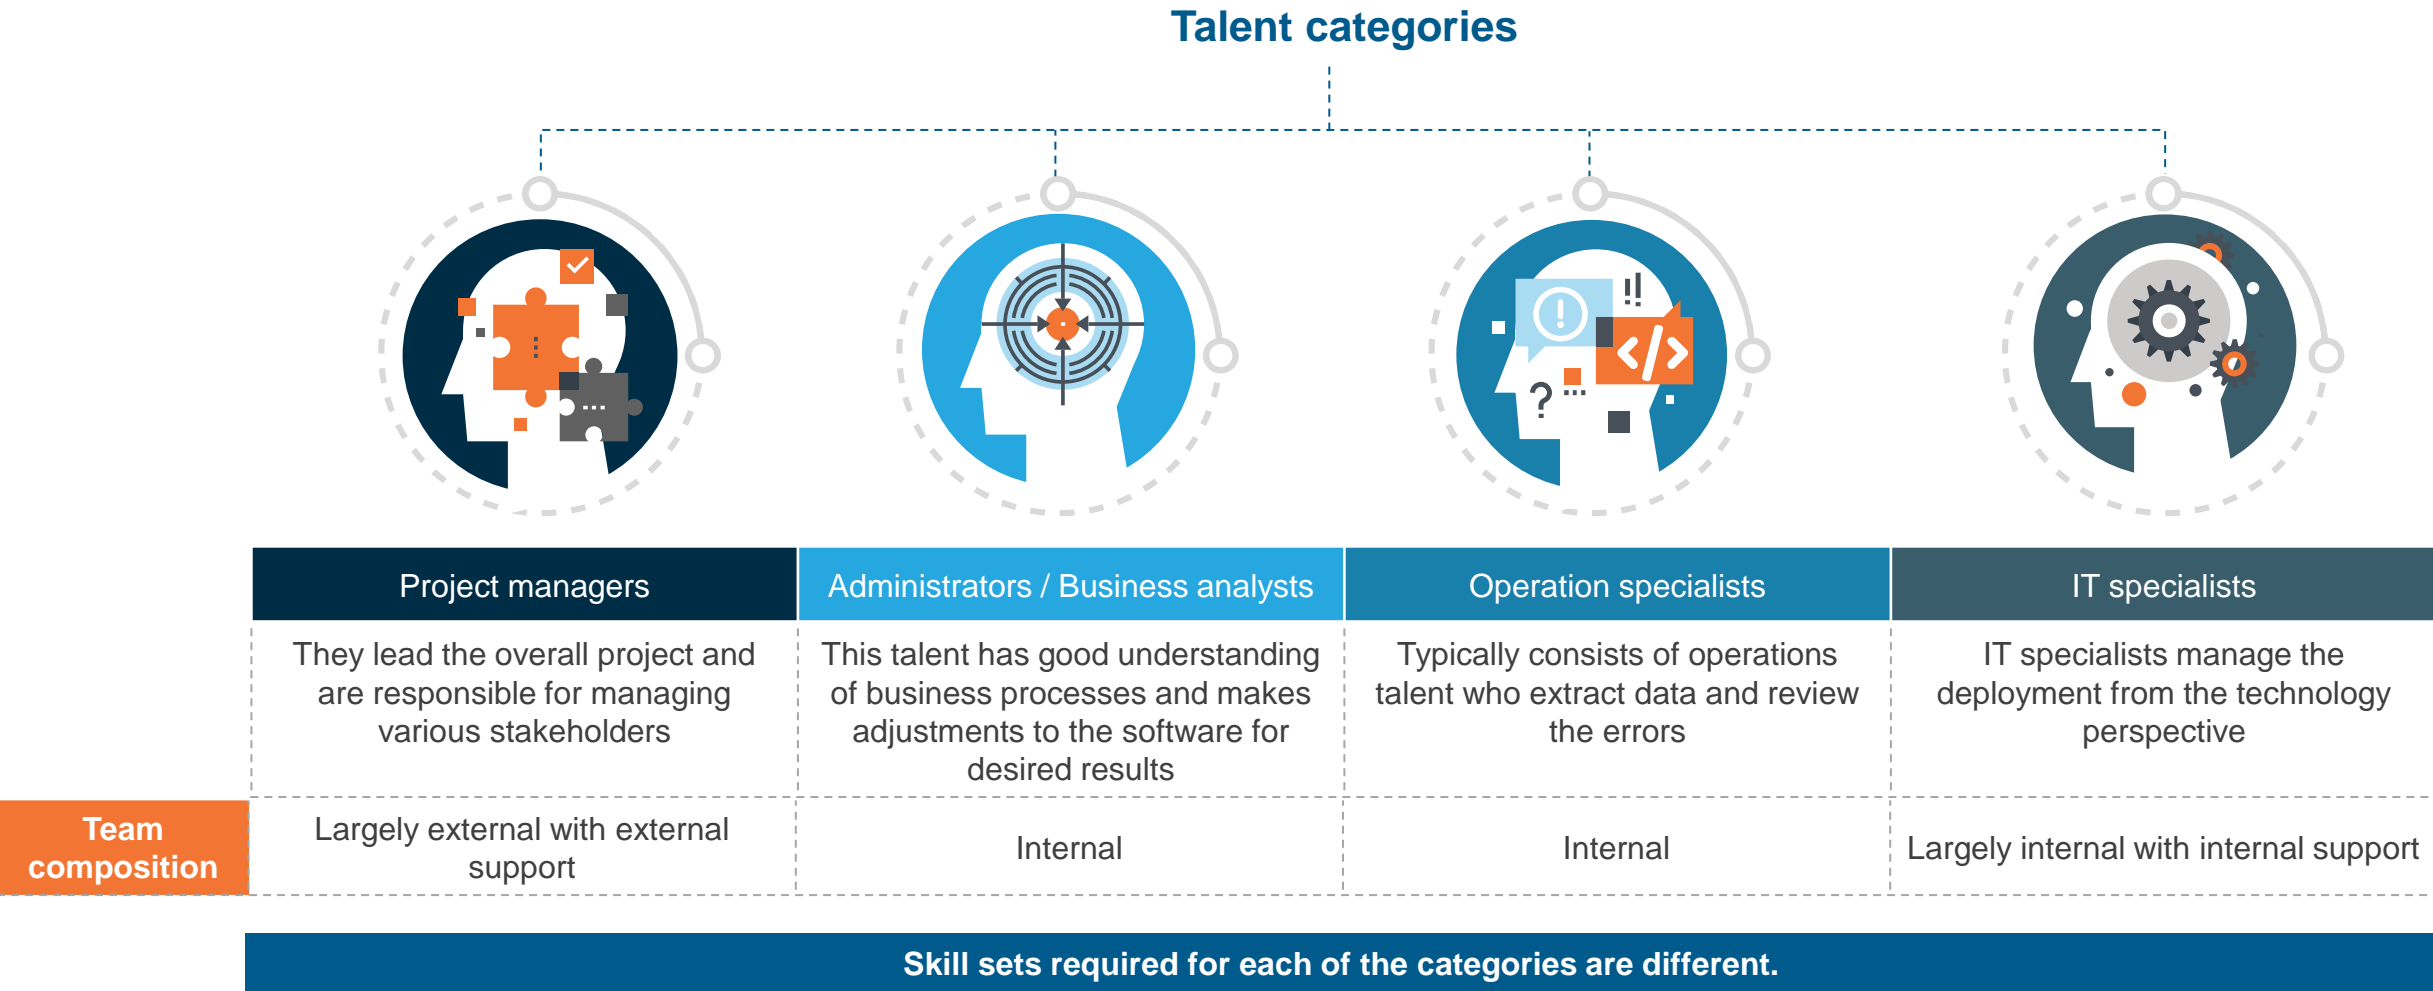 Talent categories
Project managers
Administrators / Business analysts
Operation specialists
IT specialists
They lead the overall project and
are responsible for managing
various stakeholders
This talent has good understanding
of business processes and makes
adjustments to the software for
desired results
Typically consists of operations
talent who extract data and review
the errors
IT specialists manage the
deployment from the technology
perspective
Team
composition
Largely external with external
support
Internal
Internal
Largely internal with internal support
Skill sets required for each of the categories are different.